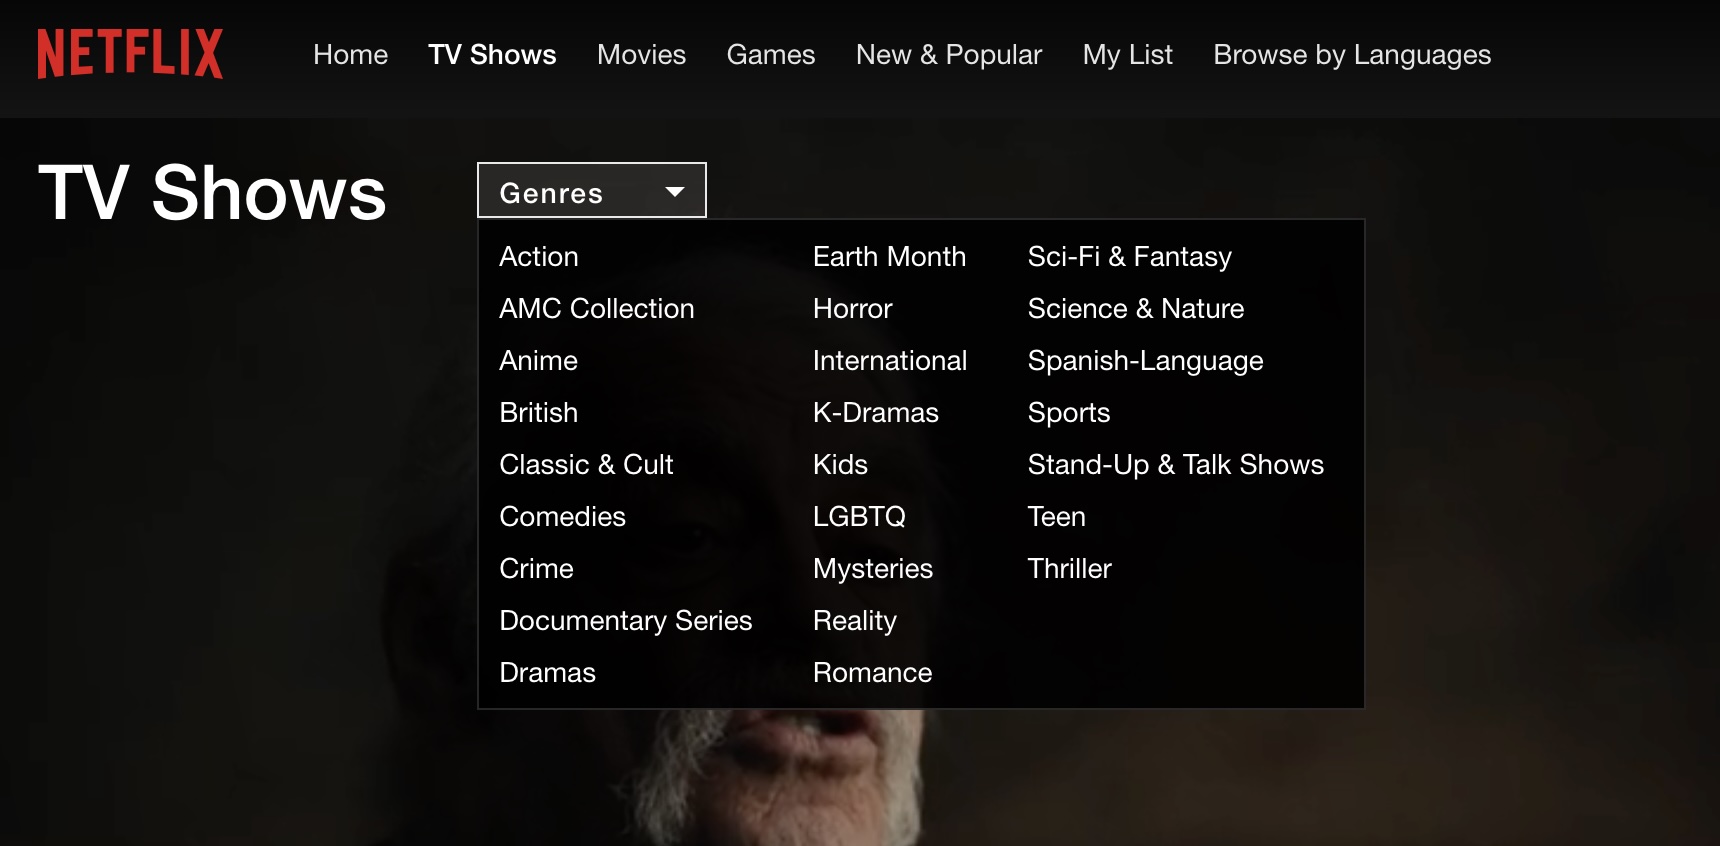 NETFLIX
Home TV Shows Movies Games New & Popular My List Browse by Languages
TV Shows
Genres
Action
AMC Collection
Anime
British
Classic & Cult
Comedies
Crime
Documentary Series
Dramas
Earth Month
Horror
International
K-Dramas
Kids
LGBTQ
Mysteries
Reality
Romance
Sci-Fi & Fantasy
Science & Nature
Spanish-Language
Sports
Stand-Up & Talk Shows
Teen
Thriller